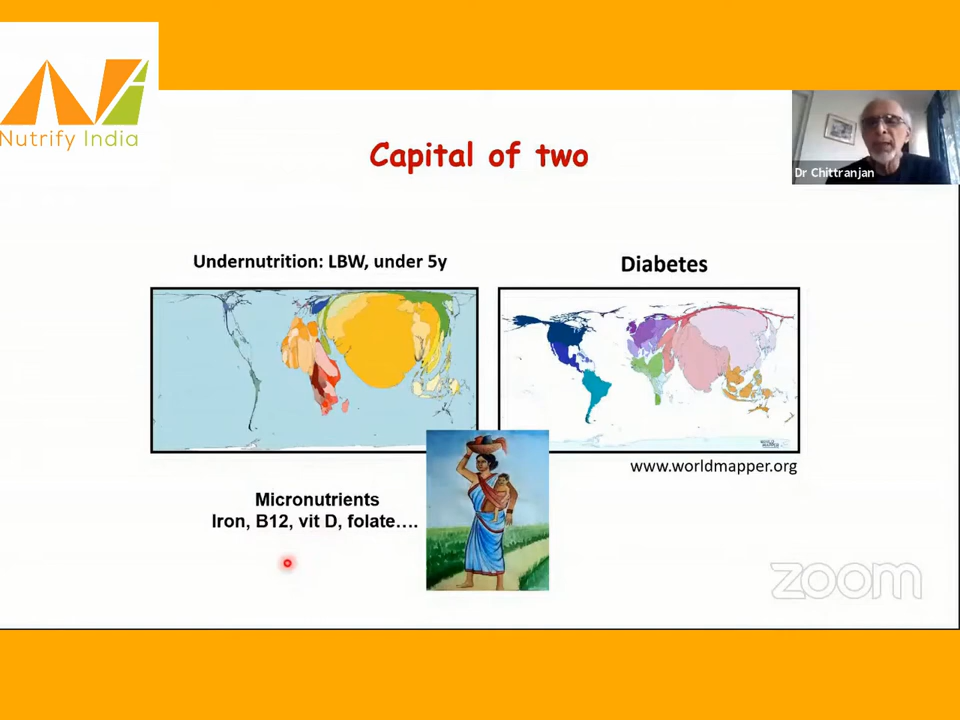 Nutrify India
Capital of two
Dr Chittranjan
Undernutrition: LBW, under 5y
Diabetes
www.worldmapper.org
Micronutrients
Iron, B12, vit D, folate....
zoom